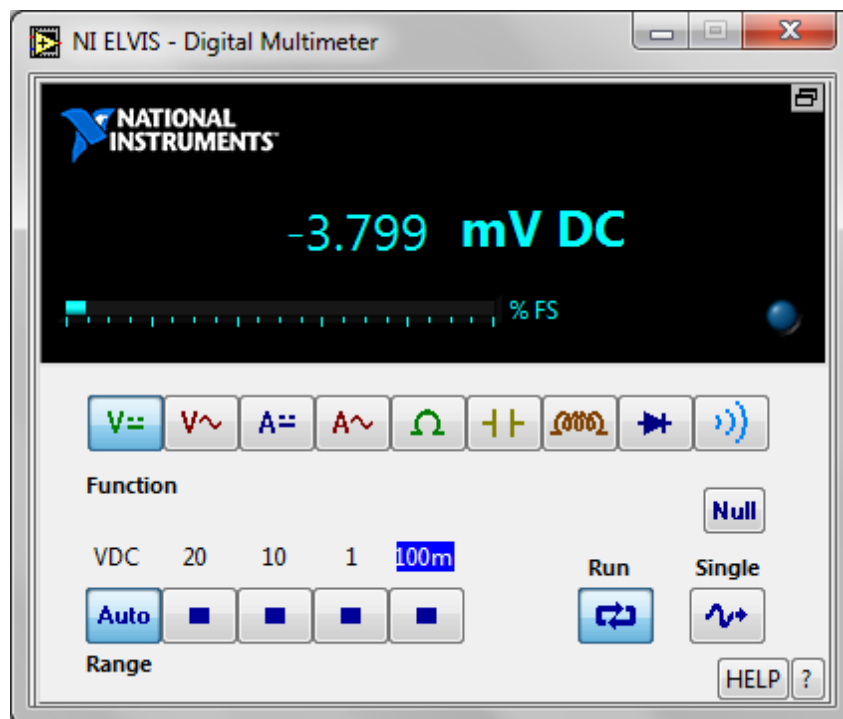 NI ELVIS - Digital Multimeter
NATIONAL
INSTRUMENTS™
-3.799 mV DC
% FS
V V A A Ω
Function
Null
VDC 20 10 1 100m
Run Single
Auto
Range
HELP ?